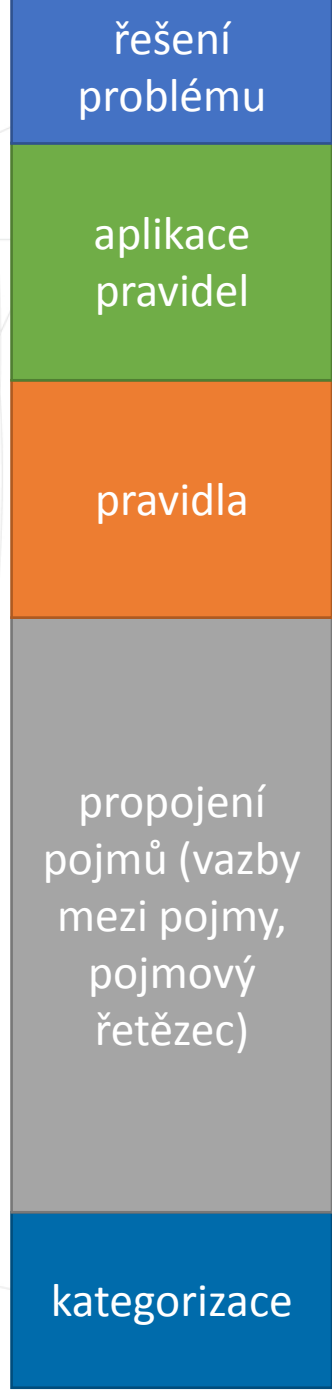 řešení
problému
aplikace
pravidel
pravidla
propojení
pojmů (vazby
mezi pojmy,
pojmový
řetězec)
kategorizace